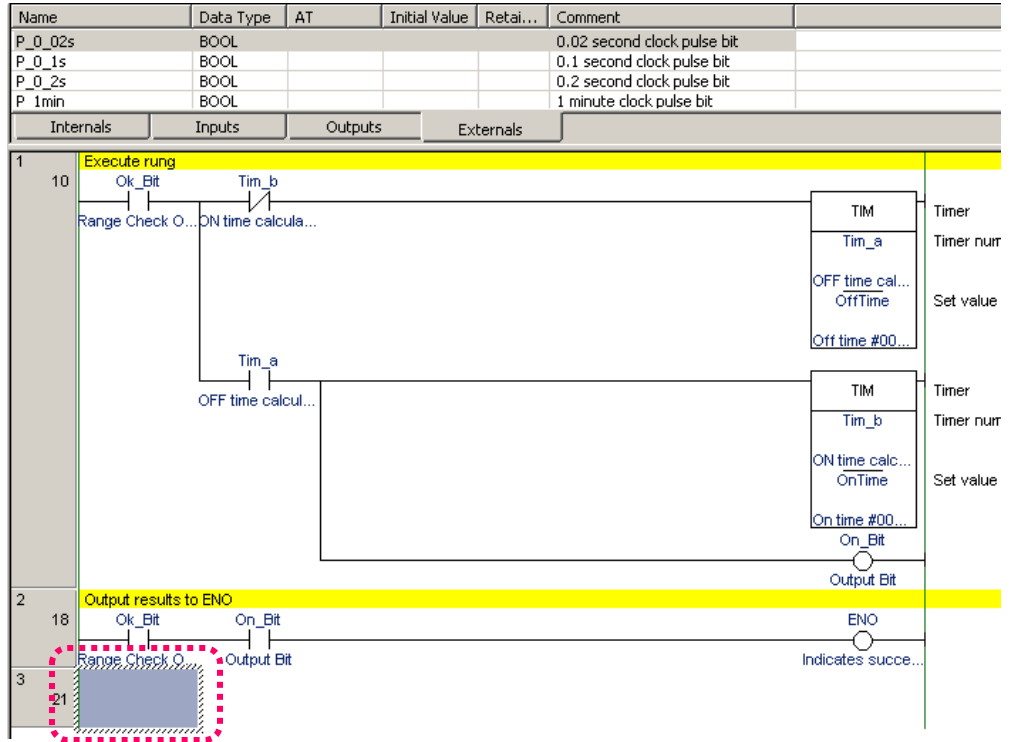 Name Data Type AT Initial Value Retai... Comment
P_0_02s BOOL 0.02 second clock pulse bit
P_0_1s BOOL 0.1 second clock pulse bit
P_0_2s BOOL 0.2 second clock pulse bit
P_1min BOOL 1 minute clock pulse bit
Internals Inputs Outputs Externals
1 Execute rung
10 Ok_Bit Tim_b
Range Check O... ON time calcula...
TIM Timer
Tim_a Timer num
OFF time cal...
OffTime Set value
Off time #00...
Tim_a
OFF time calcul...
TIM Timer
Tim_b Timer num
ON time calc...
OnTime Set value
On time #00...
On_Bit
Output Bit
2 Output results to ENO
18 Ok_Bit On_Bit ENO
Range Check O... Output Bit Indicates succe...
3
21